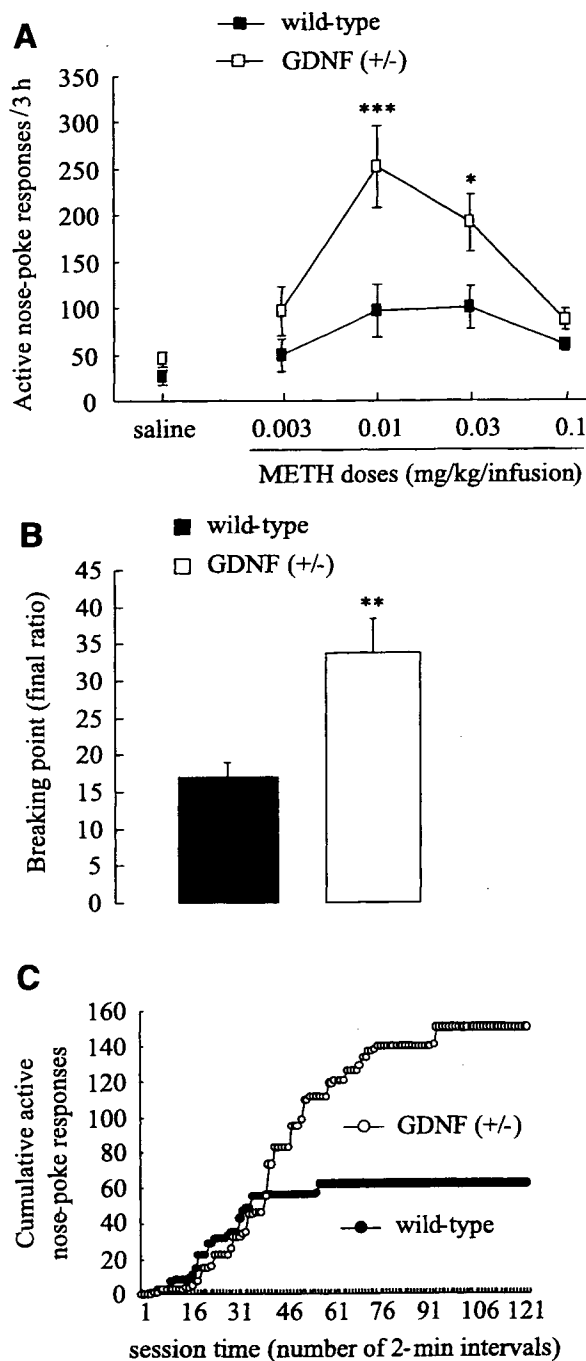 A
wild-type
GDNF (+/-)
Active nose-poke responses/3 h
350
300
250
200
150
100
50
0
***
*
saline
0.003 0.01 0.03 0.1
METH doses (mg/kg/infusion)
B
wild-type
GDNF (+/-)
Breaking point (final ratio)
45
40
35
30
25
20
15
10
5
0
**
C
Cumulative active
nose-poke responses
160
140
120
100
80
60
40
20
0
GDNF (+/-)
wild-type
1 16 31 46 61 76 91 106 121
session time (number of 2-min intervals)